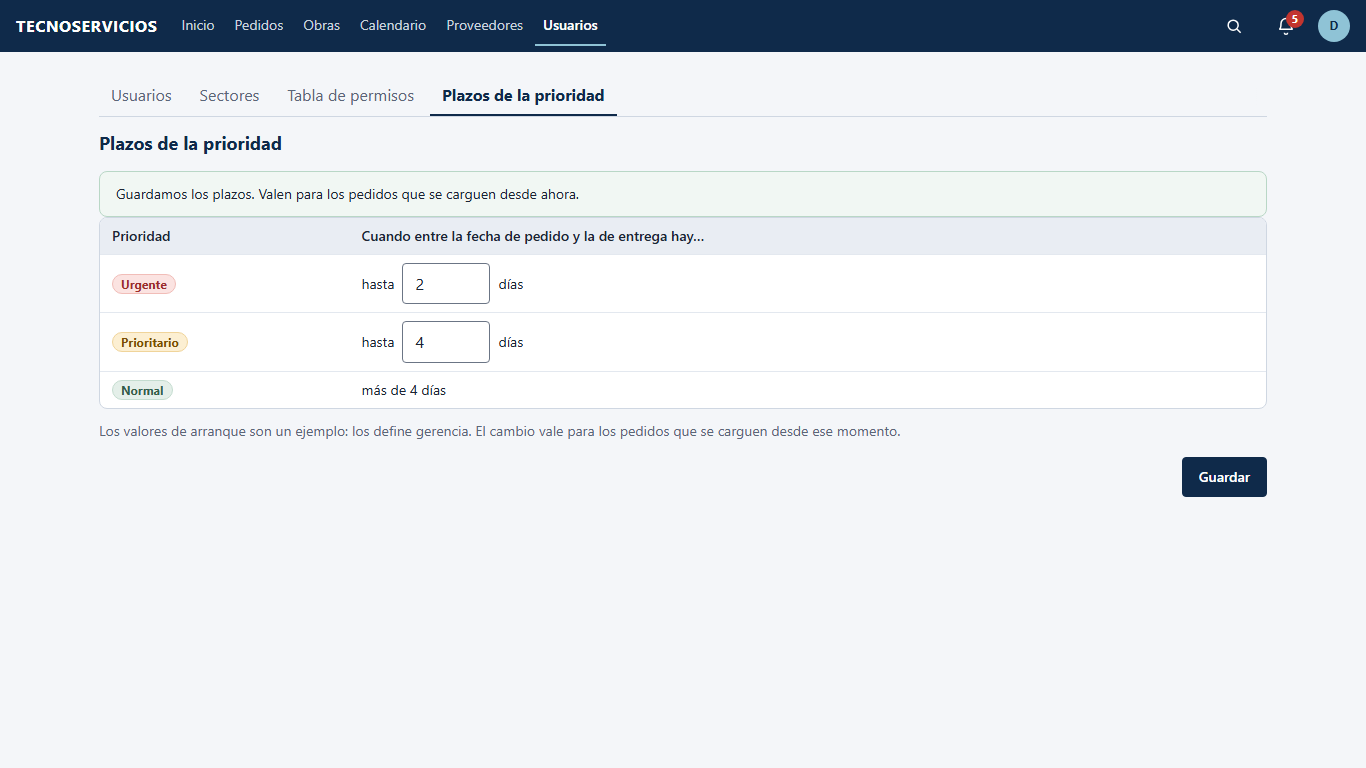 TECNOSERVICIOS Inicio Pedidos Obras Calendario Proveedores Usuarios 5 D
Usuarios Sectores Tabla de permisos Plazos de la prioridad
Plazos de la prioridad
Guardamos los plazos. Valen para los pedidos que se carguen desde ahora.
Prioridad Cuando entre la fecha de pedido y la de entrega hay...
Urgente hasta 2 días
Prioritario hasta 4 días
Normal más de 4 días
Los valores de arranque son un ejemplo: los define gerencia. El cambio vale para los pedidos que se carguen desde ese momento.
Guardar